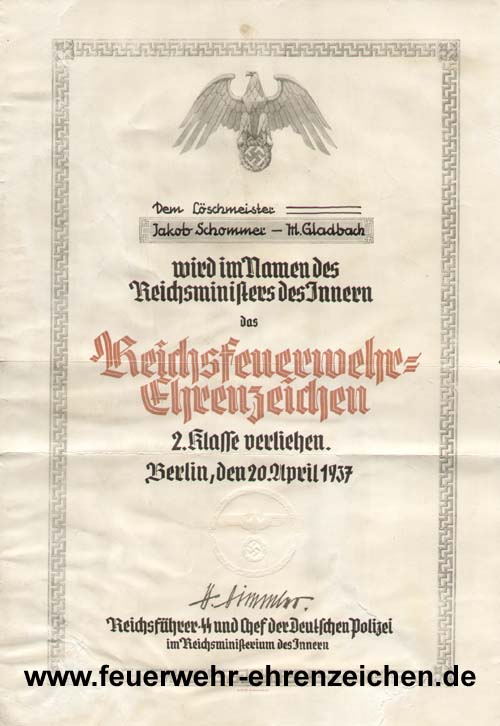 Dem Löschmeister
Jakob Schommer – M. Gladbach
wird im Namen des
Reichsministers des Innern
das
Reichsfeuerwehr=
Ehrenzeichen
2. Klasse verliehen.
Berlin, den 20. April 1937
H. Himmler.
Reichsführer-SS und Chef der Deutschen Polizei
im Reichsministerium des Innern
www.feuerwehr-ehrenzeichen.de